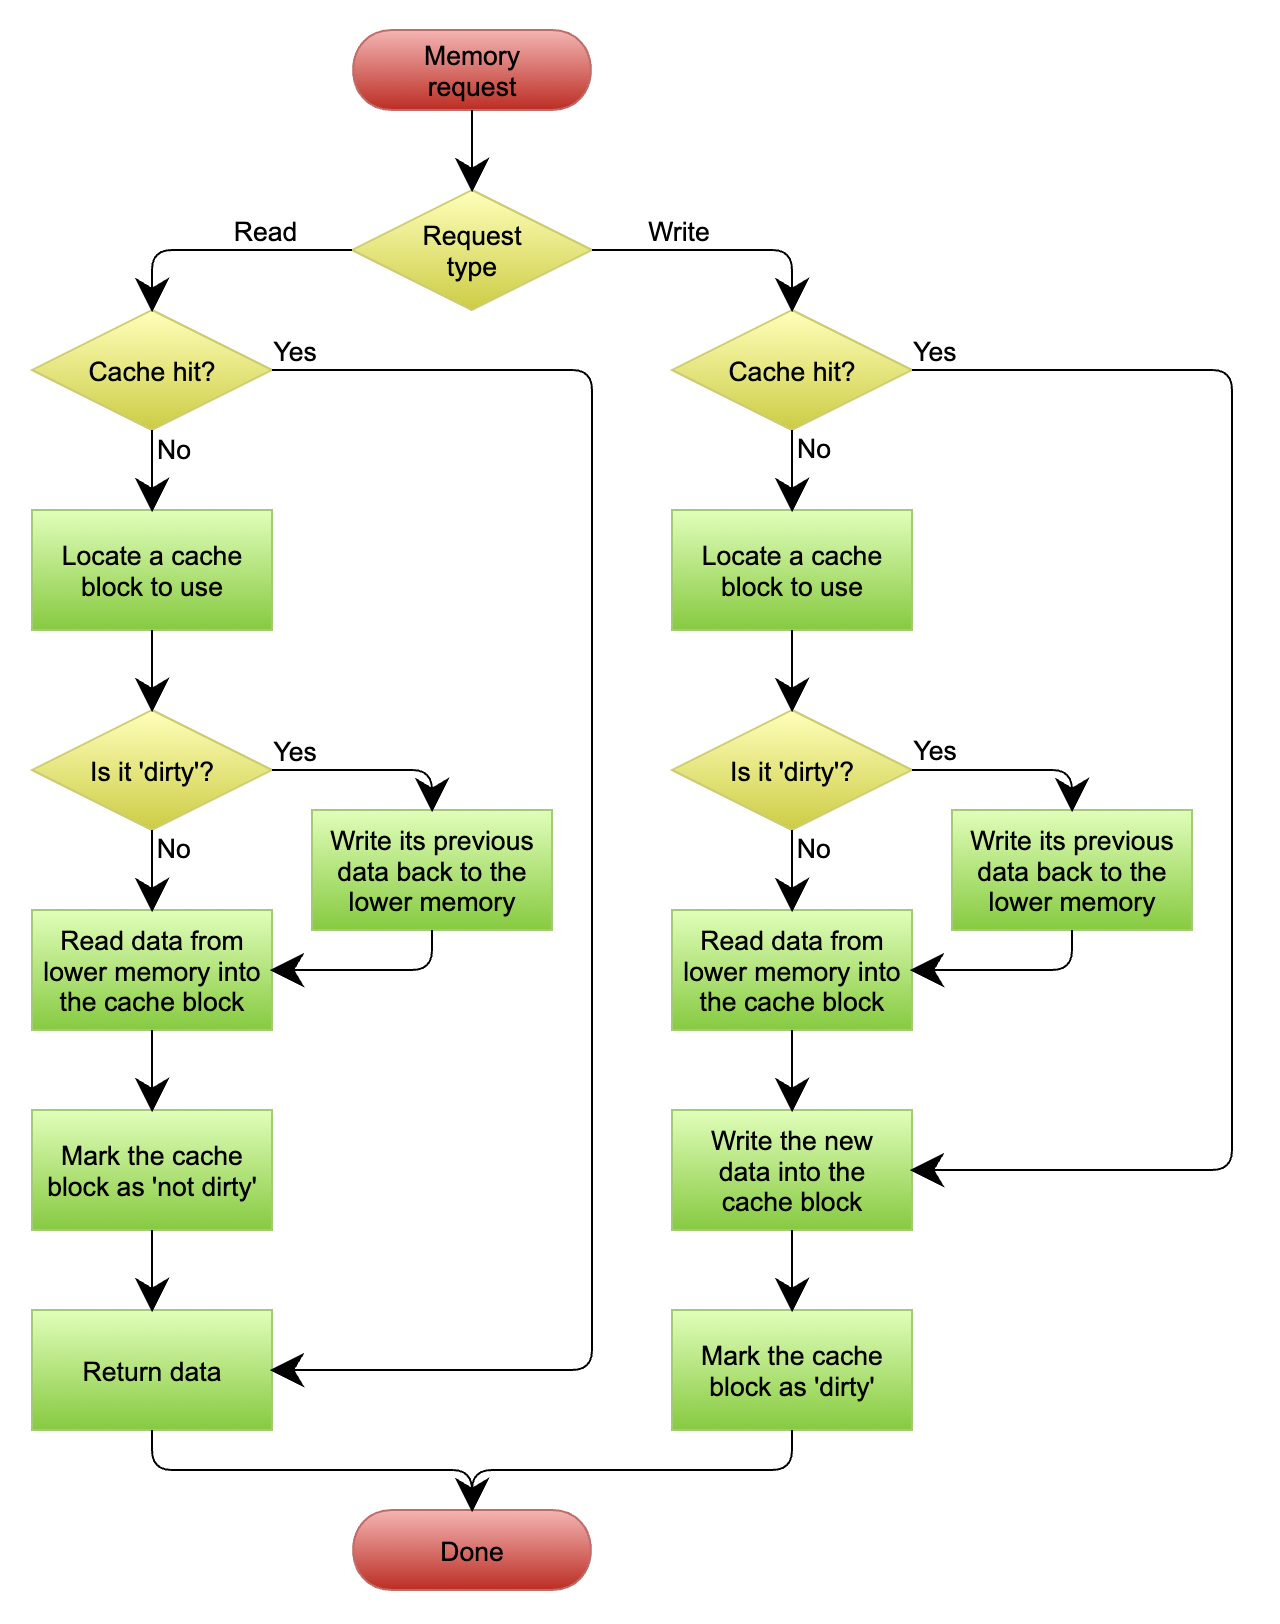 Memory
request
Request
type
Read
Write
Cache hit?
Yes
No
Locate a cache
block to use
Is it 'dirty'?
Yes
No
Write its previous
data back to the
lower memory
Read data from
lower memory into
the cache block
Mark the cache
block as 'not dirty'
Return data
Cache hit?
Yes
No
Locate a cache
block to use
Is it 'dirty'?
Yes
No
Write its previous
data back to the
lower memory
Read data from
lower memory into
the cache block
Write the new
data into the
cache block
Mark the cache
block as 'dirty'
Done